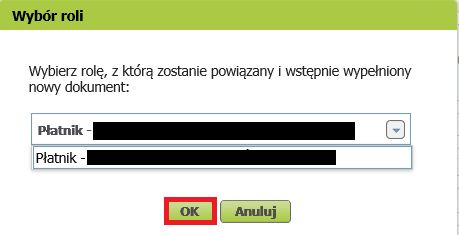 Wybór roli
Wybierz rolę, z którą zostanie powiązany i wstępnie wypełniony
nowy dokument:
Płatnik -
Płatnik -
OK
Anuluj